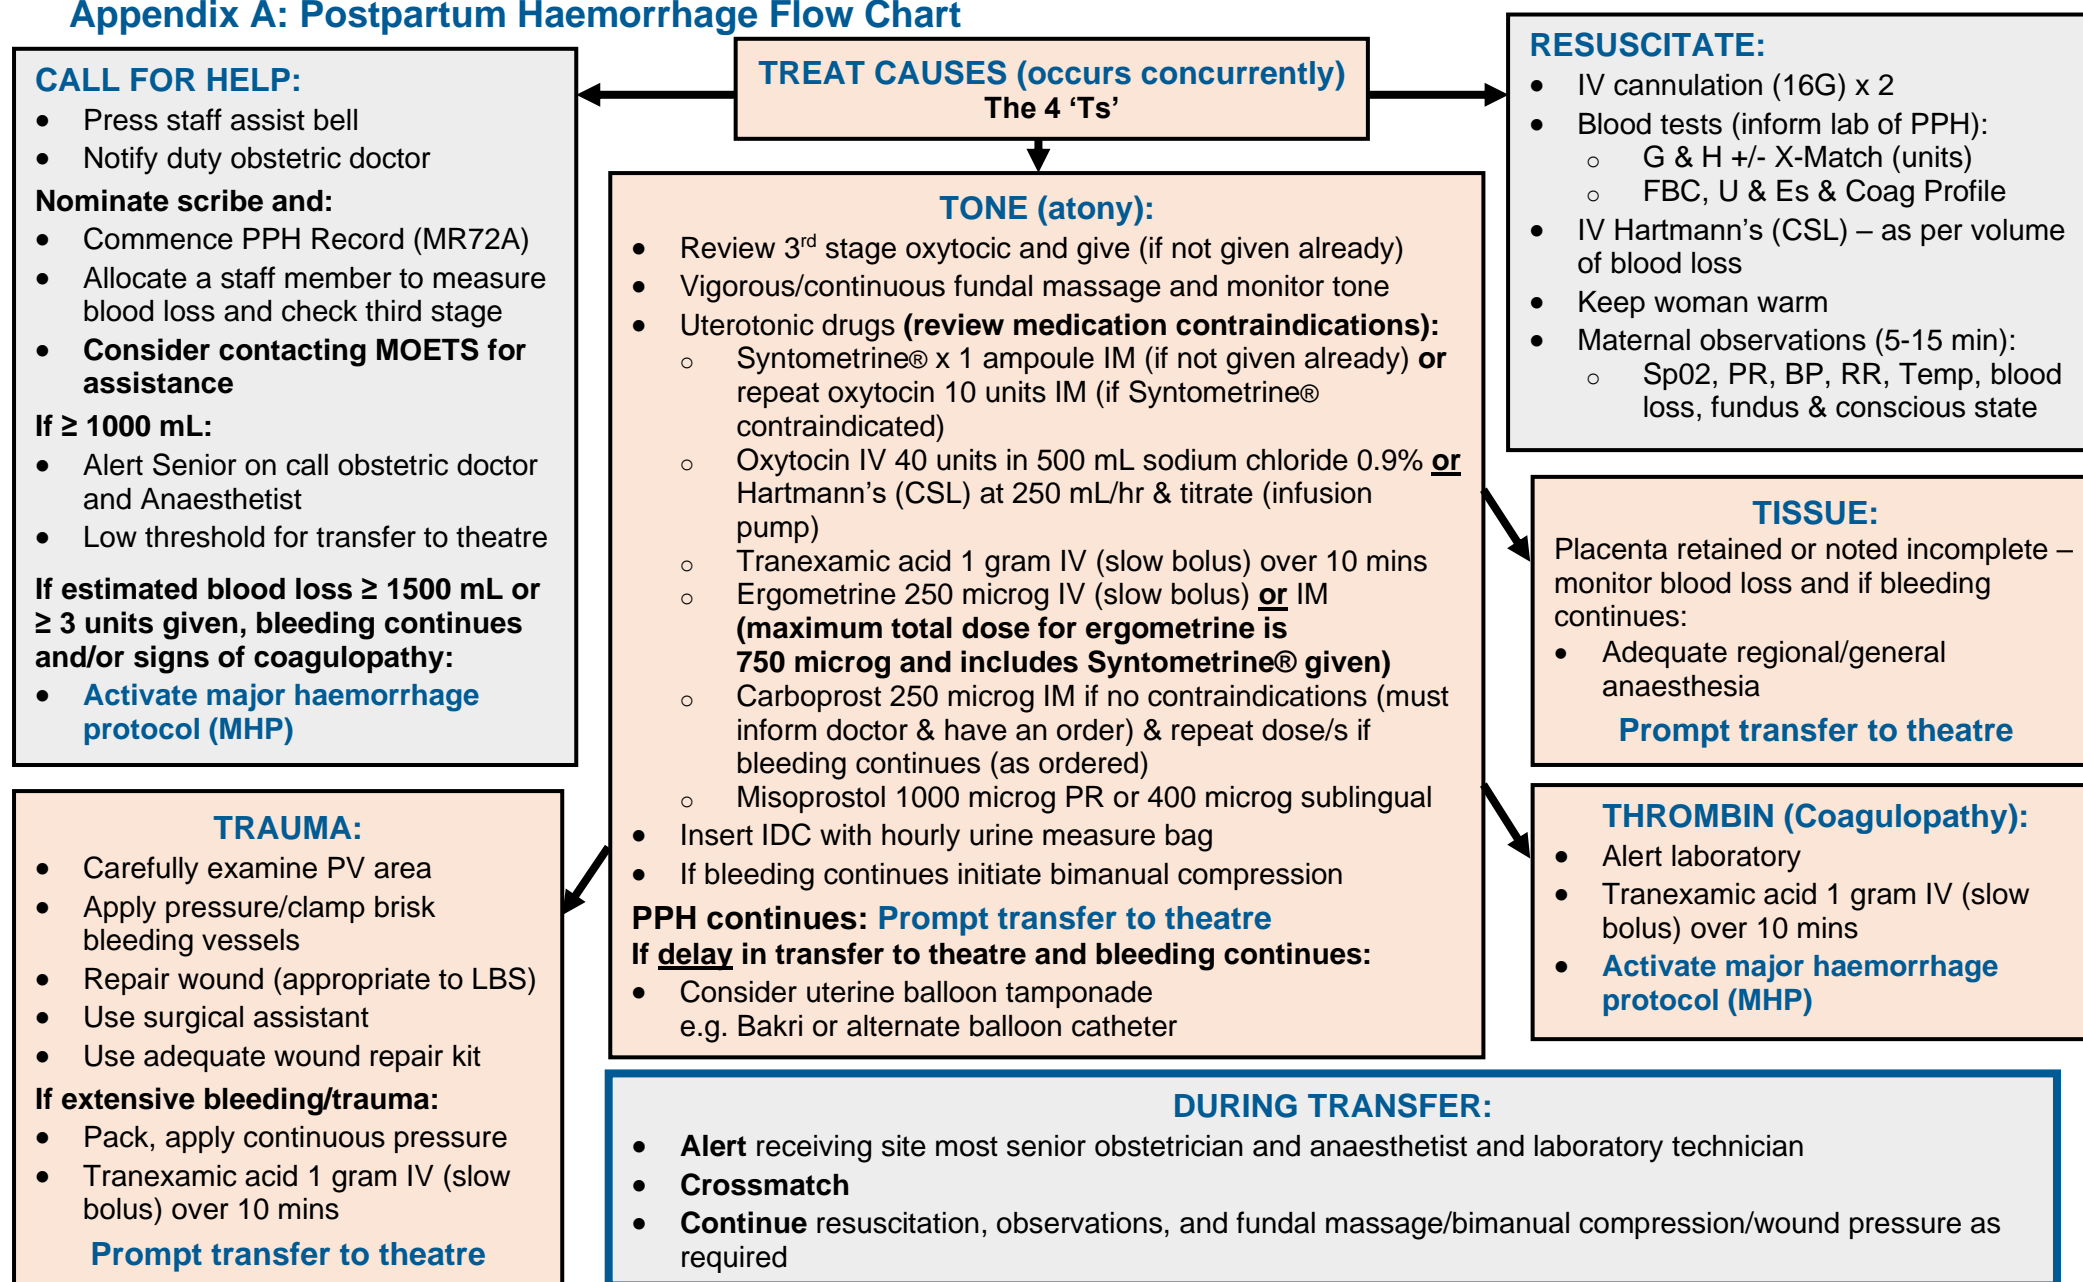 Appendix A: Postpartum Haemorrhage Flow Chart
CALL FOR HELP:
• Press staff assist bell
• Notify duty obstetric doctor
Nominate scribe and:
• Commence PPH Record (MR72A)
• Allocate a staff member to measure
blood loss and check third stage
• Consider contacting MOETS for
assistance
If ≥ 1000 mL:
• Alert Senior on call obstetric doctor
and Anaesthetist
• Low threshold for transfer to theatre
If estimated blood loss ≥ 1500 mL or
≥ 3 units given, bleeding continues
and/or signs of coagulopathy:
• Activate major haemorrhage
protocol (MHP)
TREAT CAUSES (occurs concurrently)
The 4 ‘Ts’
RESUSCITATE:
• IV cannulation (16G) x 2
• Blood tests (inform lab of PPH):
o G & H +/- X-Match (units)
o FBC, U & Es & Coag Profile
• IV Hartmann’s (CSL) – as per volume
of blood loss
• Keep woman warm
• Maternal observations (5-15 min):
o Sp02, PR, BP, RR, Temp, blood
loss, fundus & conscious state
TONE (atony):
• Review 3rd stage oxytocic and give (if not given already)
• Vigorous/continuous fundal massage and monitor tone
• Uterotonic drugs (review medication contraindications):
o Syntometrine® x 1 ampoule IM (if not given already) or
repeat oxytocin 10 units IM (if Syntometrine®
contraindicated)
o Oxytocin IV 40 units in 500 mL sodium chloride 0.9% or
Hartmann’s (CSL) at 250 mL/hr & titrate (infusion
pump)
o Tranexamic acid 1 gram IV (slow bolus) over 10 mins
o Ergometrine 250 microg IV (slow bolus) or IM
(maximum total dose for ergometrine is
750 microg and includes Syntometrine® given)
o Carboprost 250 microg IM if no contraindications (must
inform doctor & have an order) & repeat dose/s if
bleeding continues (as ordered)
o Misoprostol 1000 microg PR or 400 microg sublingual
• Insert IDC with hourly urine measure bag
• If bleeding continues initiate bimanual compression
PPH continues: Prompt transfer to theatre
If delay in transfer to theatre and bleeding continues:
• Consider uterine balloon tamponade
e.g. Bakri or alternate balloon catheter
TISSUE:
Placenta retained or noted incomplete –
monitor blood loss and if bleeding
continues:
• Adequate regional/general
anaesthesia
Prompt transfer to theatre
THROMBIN (Coagulopathy):
• Alert laboratory
• Tranexamic acid 1 gram IV (slow
bolus) over 10 mins
• Activate major haemorrhage
protocol (MHP)
TRAUMA:
• Carefully examine PV area
• Apply pressure/clamp brisk
bleeding vessels
• Repair wound (appropriate to LBS)
• Use surgical assistant
• Use adequate wound repair kit
If extensive bleeding/trauma:
• Pack, apply continuous pressure
• Tranexamic acid 1 gram IV (slow
bolus) over 10 mins
Prompt transfer to theatre
DURING TRANSFER:
• Alert receiving site most senior obstetrician and anaesthetist and laboratory technician
• Crossmatch
• Continue resuscitation, observations, and fundal massage/bimanual compression/wound pressure as
required